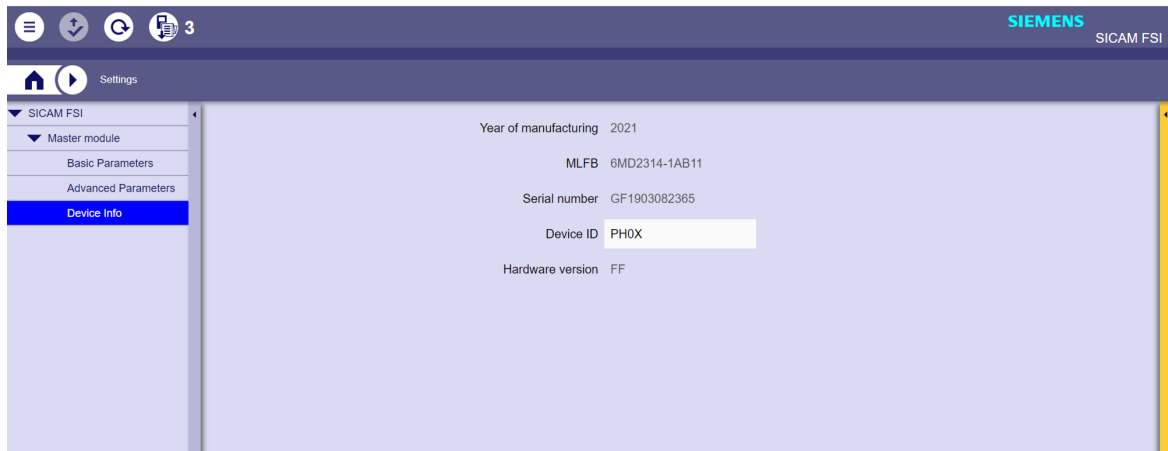 3
SIEMENS
SICAM FSI
Settings
SICAM FSI
Master module
Basic Parameters
Advanced Parameters
Device Info
Year of manufacturing 2021
MLFB 6MD2314-1AB11
Serial number GF1903082365
Device ID PH0X
Hardware version FF